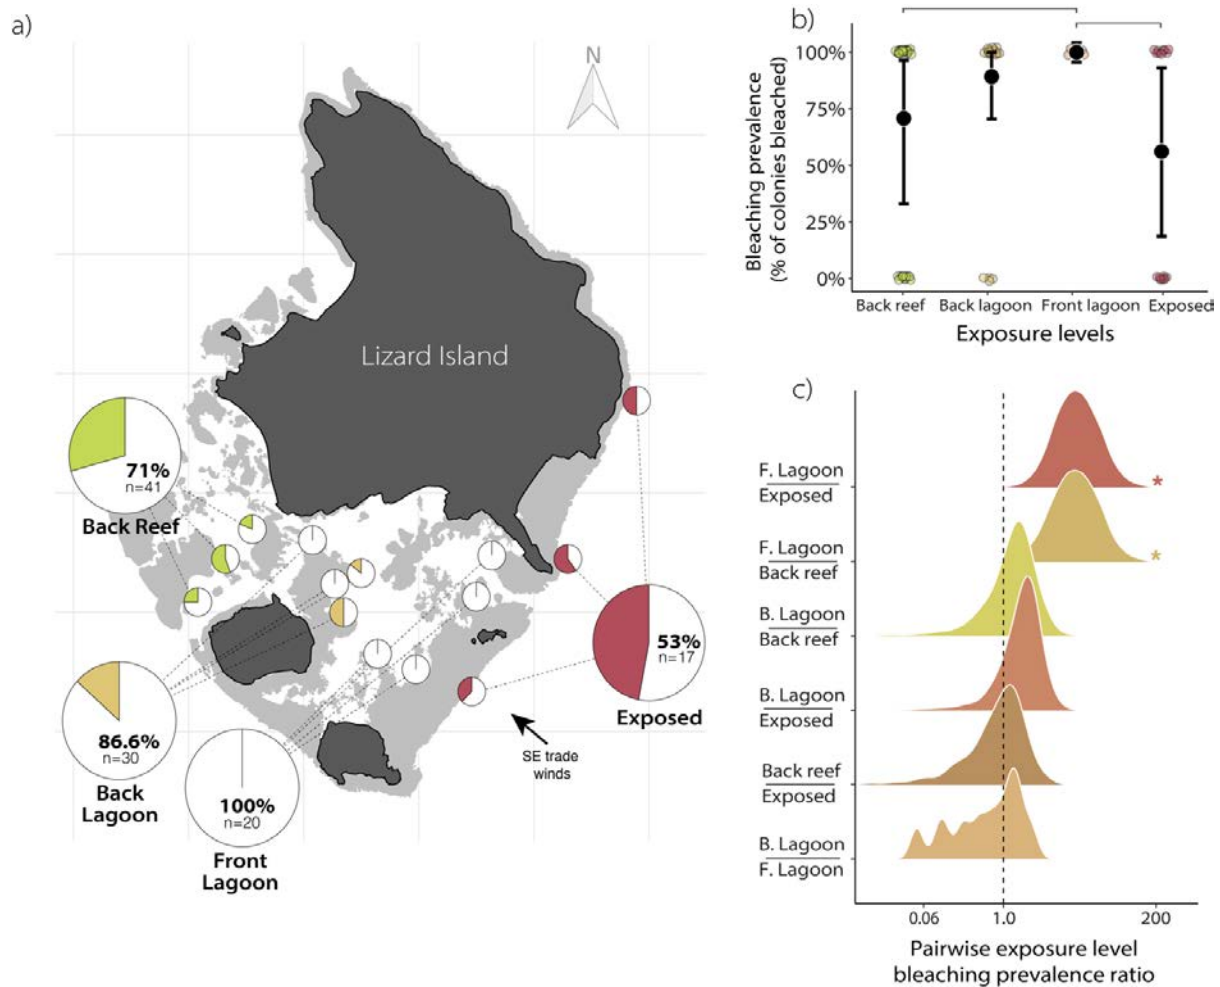 a)
N
Lizard Island
71%
n=41
Back Reef
86.6%
n=30
Back
Lagoon
100%
n=20
Front
Lagoon
53%
n=17
Exposed
SE trade
winds
b)
Bleaching prevalence
(% of colonies bleached)
100%
75%
50%
25%
0%
Back reef
Back lagoon
Front lagoon
Exposed
Exposure levels
c)
F. Lagoon
Exposed
*
F. Lagoon
Back reef
*
B. Lagoon
Back reef
B. Lagoon
Exposed
Back reef
Exposed
B. Lagoon
F. Lagoon
0.06
1.0
200
Pairwise exposure level
bleaching prevalence ratio